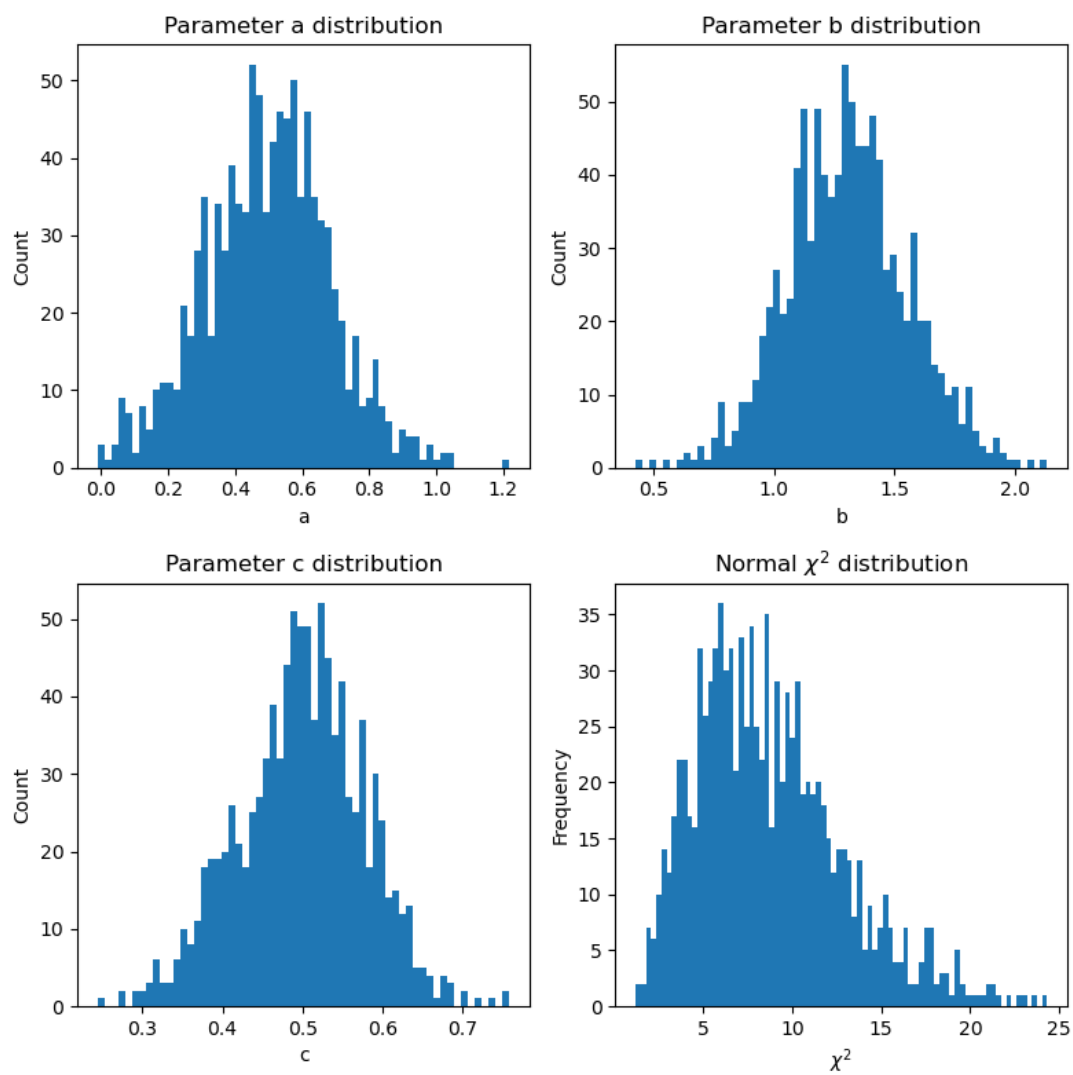 Parameter a distribution
Count
50
40
30
20
10
0
0.0 0.2 0.4 0.6 0.8 1.0 1.2
a
Parameter b distribution
Count
50
40
30
20
10
0
0.5 1.0 1.5 2.0
b
Parameter c distribution
Count
50
40
30
20
10
0
0.3 0.4 0.5 0.6 0.7
c
Normal χ² distribution
Frequency
35
30
25
20
15
10
5
0
5 10 15 20 25
χ²